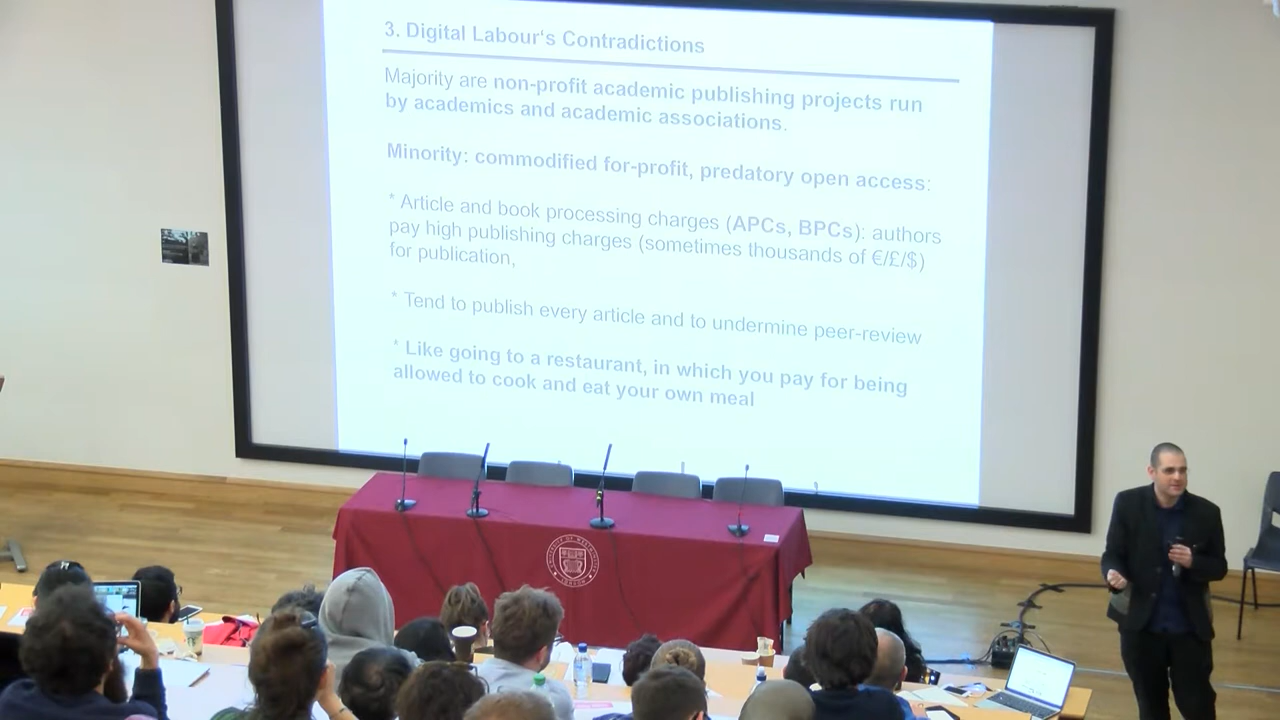 3. Digital Labour‘s Contradictions
Majority are non-profit academic publishing projects run
by academics and academic associations.
Minority: commodified for-profit, predatory open access:
* Article and book processing charges (APCs, BPCs): authors
pay high publishing charges (sometimes thousands of €/£/$)
for publication,
* Tend to publish every article and to undermine peer-review
* Like going to a restaurant, in which you pay for being
allowed to cook and eat your own meal